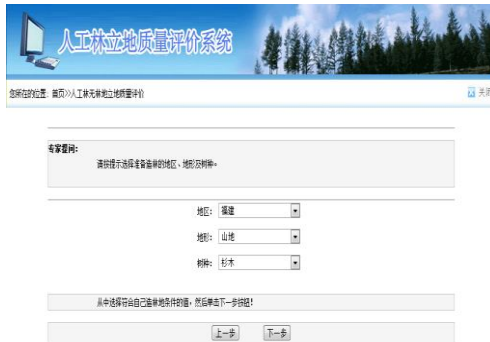 人工林立地质量评价系统
您所在的位置: 首页>>人工林无林地立地质量评价
关闭
专家提问:
请按提示选择准备造林的地区、地形及树种。
地区: 福建
地形: 山地
树种: 杉木
从中选择符合自己造林地条件的值,然后单击下一步按钮!
上一步 下一步